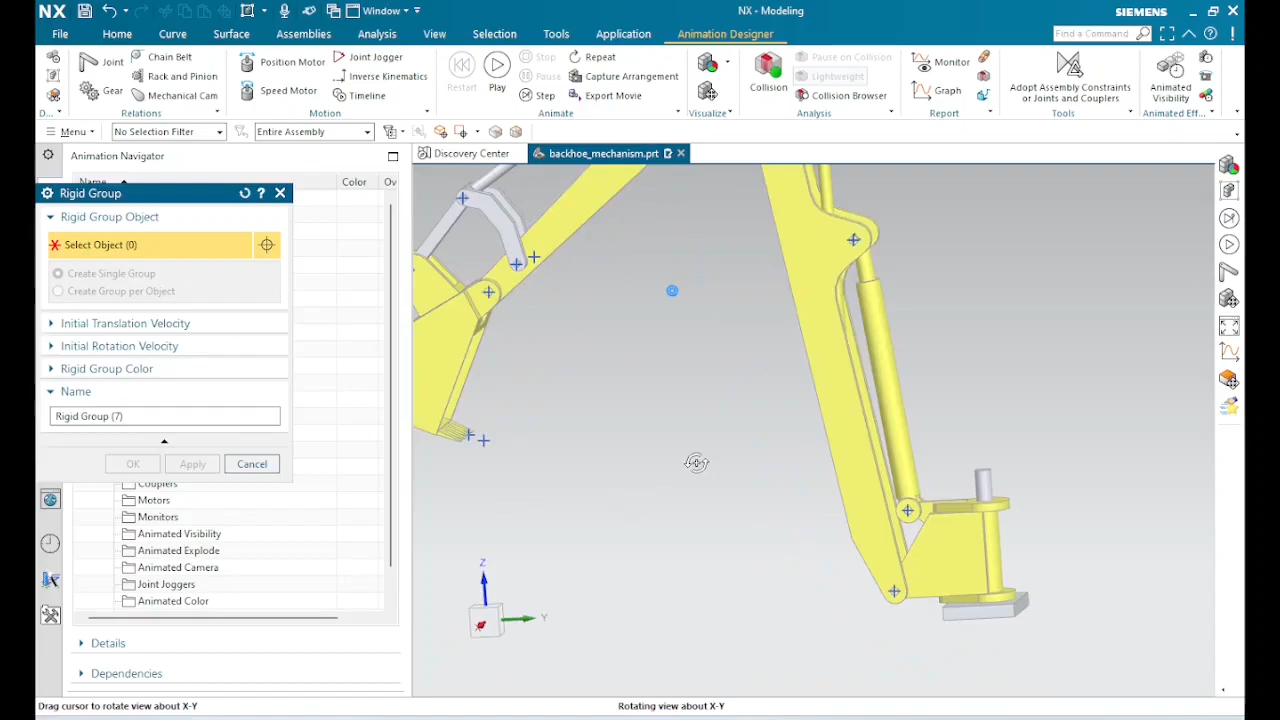 NX
Window
NX - Modeling
SIEMENS
File
Home
Curve
Surface
Assemblies
Analysis
View
Selection
Tools
Application
Animation Designer
Find a Command
Joint
Gear
Chain Belt
Rack and Pinion
Mechanical Cam
Position Motor
Speed Motor
Joint Jogger
Inverse Kinematics
Timeline
Restart
Play
Stop
Pause
Step
Repeat
Capture Arrangement
Export Movie
Collision
Pause on Collision
Lightweight
Collision Browser
Monitor
Graph
Adopt Assembly Constraints
or Joints and Couplers
Animated
Visibility
D...
Relations
Motion
Animate
Visualize
Analysis
Report
Tools
Animated Eff...
Menu
No Selection Filter
Entire Assembly
Animation Navigator
Discovery Center
backhoe_mechanism.prt
Name
Color
Ov
Rigid Group
Rigid Group Object
Select Object (0)
Create Single Group
Create Group per Object
Initial Translation Velocity
Initial Rotation Velocity
Rigid Group Color
Name
Rigid Group (7)
OK
Apply
Cancel
Couplers
Motors
Monitors
Animated Visibility
Animated Explode
Animated Camera
Joint Joggers
Animated Color
Details
Dependencies
Z
Y
Drag cursor to rotate view about X-Y
Rotating view about X-Y